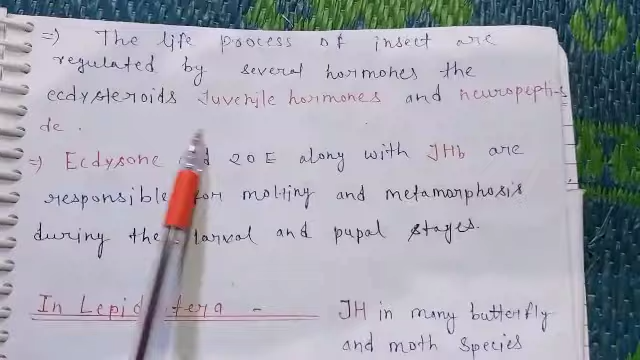 => The life process of insect are
regulated by several hormones the
ecdysteroids Juvenile hormones and neuropepti-
de .
=> Ecdysone 20E along with JHb are
responsible for molting and metamorphosis
during the larval and pupal stages.
In Lepid tera -
JH in many butterfly
and moth species